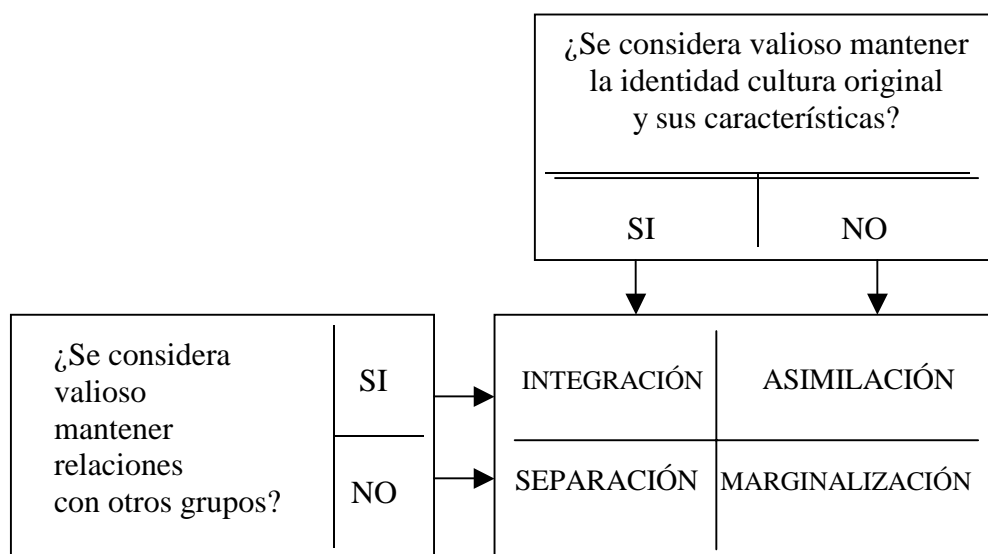 ¿Se considera valioso mantener
la identidad cultura original
y sus características?
SI NO
¿Se considera
valioso
mantener
relaciones
con otros grupos?
SI
NO
INTEGRACIÓN ASIMILACIÓN
SEPARACIÓN MARGINALIZACIÓN